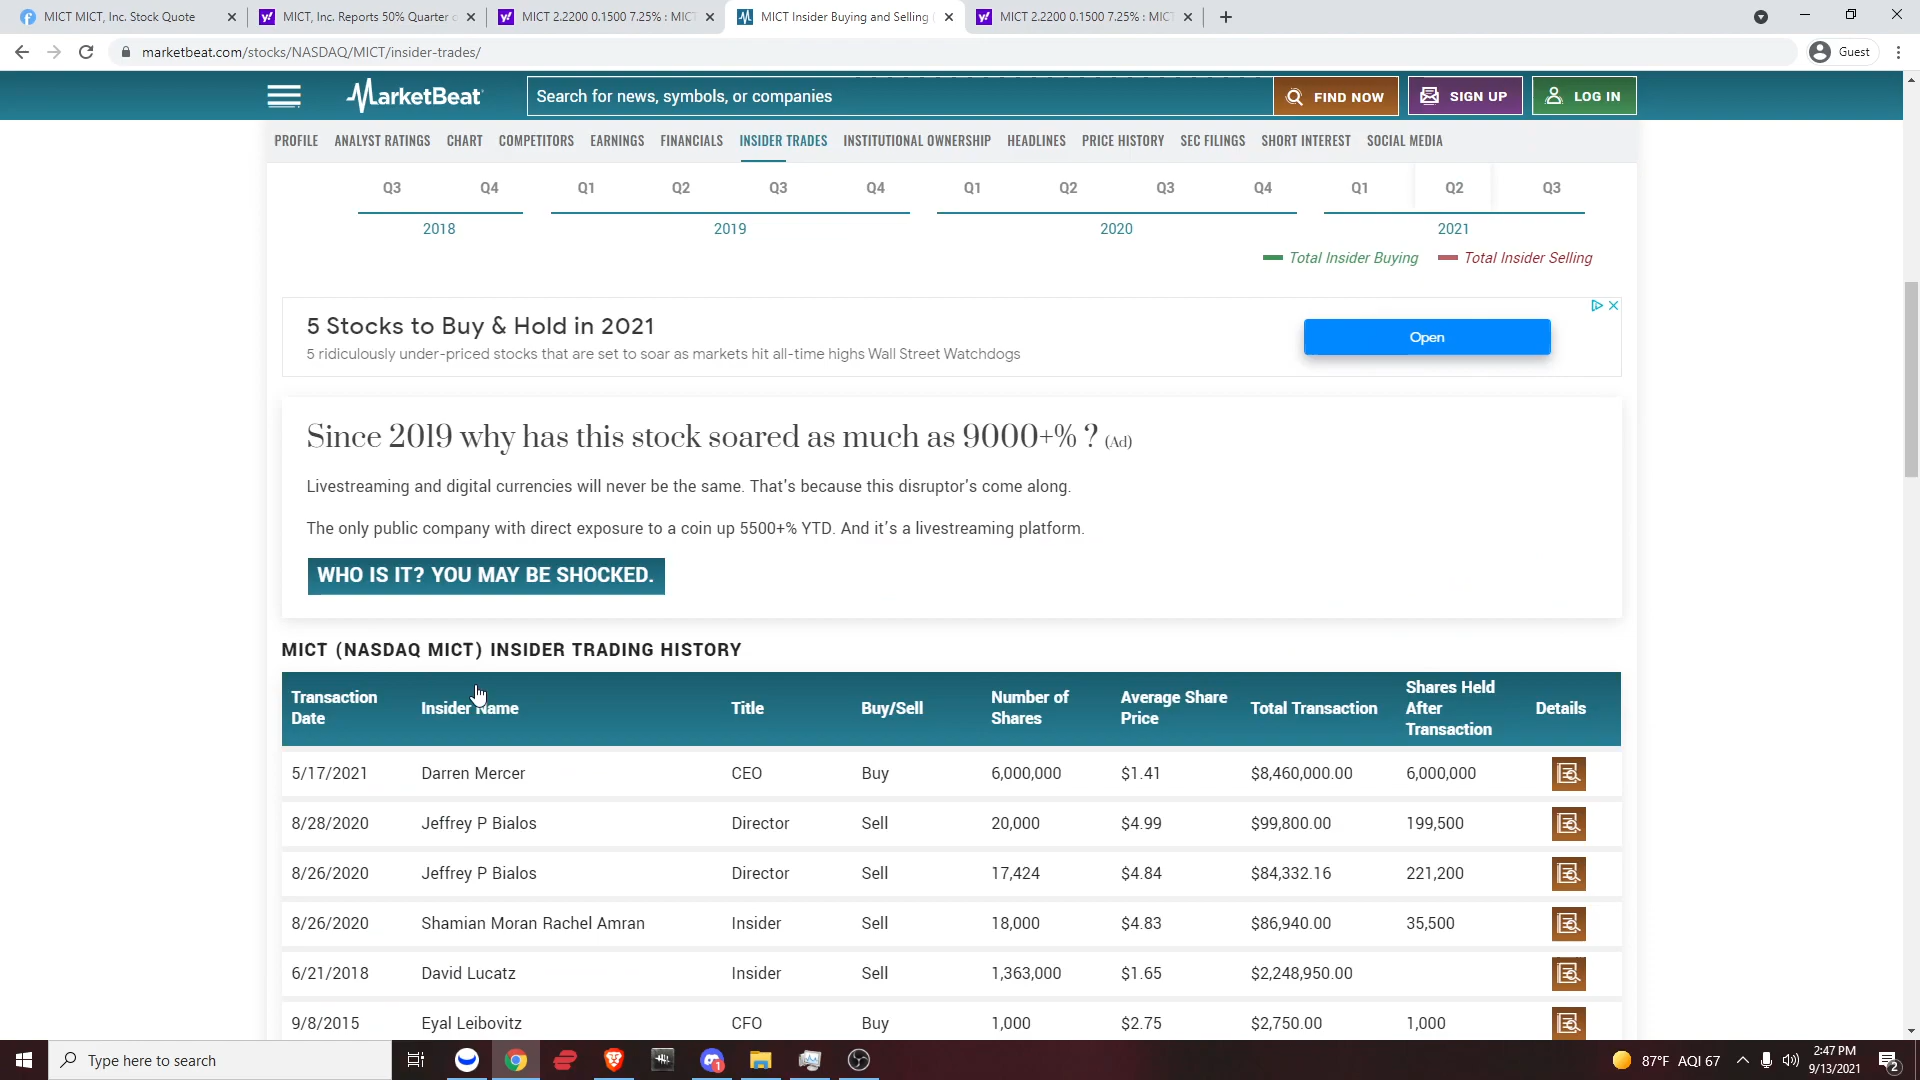 MICT MICT, Inc. Stock Quote
MICT, Inc. Reports 50% Quarter o
MICT 2.2200 0.1500 7.25% : MICT
MICT Insider Buying and Selling
MICT 2.2200 0.1500 7.25% : MICT
marketbeat.com/stocks/NASDAQ/MICT/insider-trades/
Guest
MarketBeat
Search for news, symbols, or companies
FIND NOW
SIGN UP
LOG IN
PROFILE ANALYST RATINGS CHART COMPETITORS EARNINGS FINANCIALS INSIDER TRADES INSTITUTIONAL OWNERSHIP HEADLINES PRICE HISTORY SEC FILINGS SHORT INTEREST SOCIAL MEDIA
Q3 Q4 Q1 Q2 Q3 Q4 Q1 Q2 Q3 Q4 Q1 Q2 Q3
2018 2019 2020 2021
Total Insider Buying Total Insider Selling
5 Stocks to Buy & Hold in 2021
5 ridiculously under-priced stocks that are set to soar as markets hit all-time highs Wall Street Watchdogs
Open
Since 2019 why has this stock soared as much as 9000+% ? (Ad)
Livestreaming and digital currencies will never be the same. That's because this disruptor's come along.
The only public company with direct exposure to a coin up 5500+% YTD. And it's a livestreaming platform.
WHO IS IT? YOU MAY BE SHOCKED.
MICT (NASDAQ MICT) INSIDER TRADING HISTORY
Transaction Date Insider Name Title Buy/Sell Number of Shares Average Share Price Total Transaction Shares Held After Transaction Details
5/17/2021 Darren Mercer CEO Buy 6,000,000 $1.41 $8,460,000.00 6,000,000
8/28/2020 Jeffrey P Bialos Director Sell 20,000 $4.99 $99,800.00 199,500
8/26/2020 Jeffrey P Bialos Director Sell 17,424 $4.84 $84,332.16 221,200
8/26/2020 Shamian Moran Rachel Amran Insider Sell 18,000 $4.83 $86,940.00 35,500
6/21/2018 David Lucatz Insider Sell 1,363,000 $1.65 $2,248,950.00
9/8/2015 Eyal Leibovitz CFO Buy 1,000 $2.75 $2,750.00 1,000
Type here to search
1
87°F AQI 67
2:47 PM
9/13/2021
2